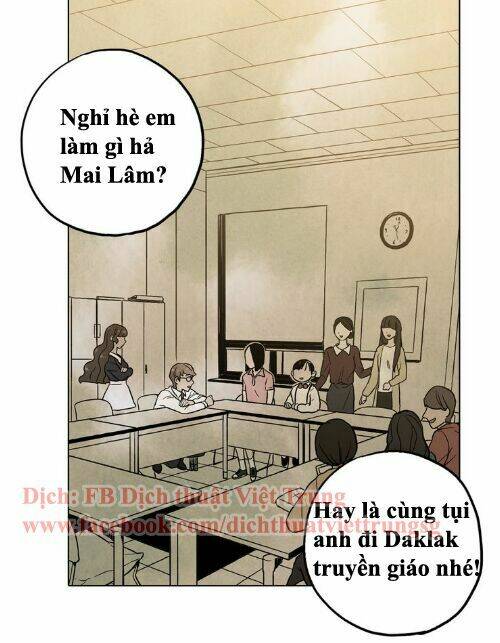 Nghỉ hè em
làm gì hả
Mai Lâm?
Dịch: FB Dịch thuật Việt Trung
www.facebook.com/dichthuatviettrungsg
Hay là cùng tụi
anh đi Daklak
truyền giáo nhé!